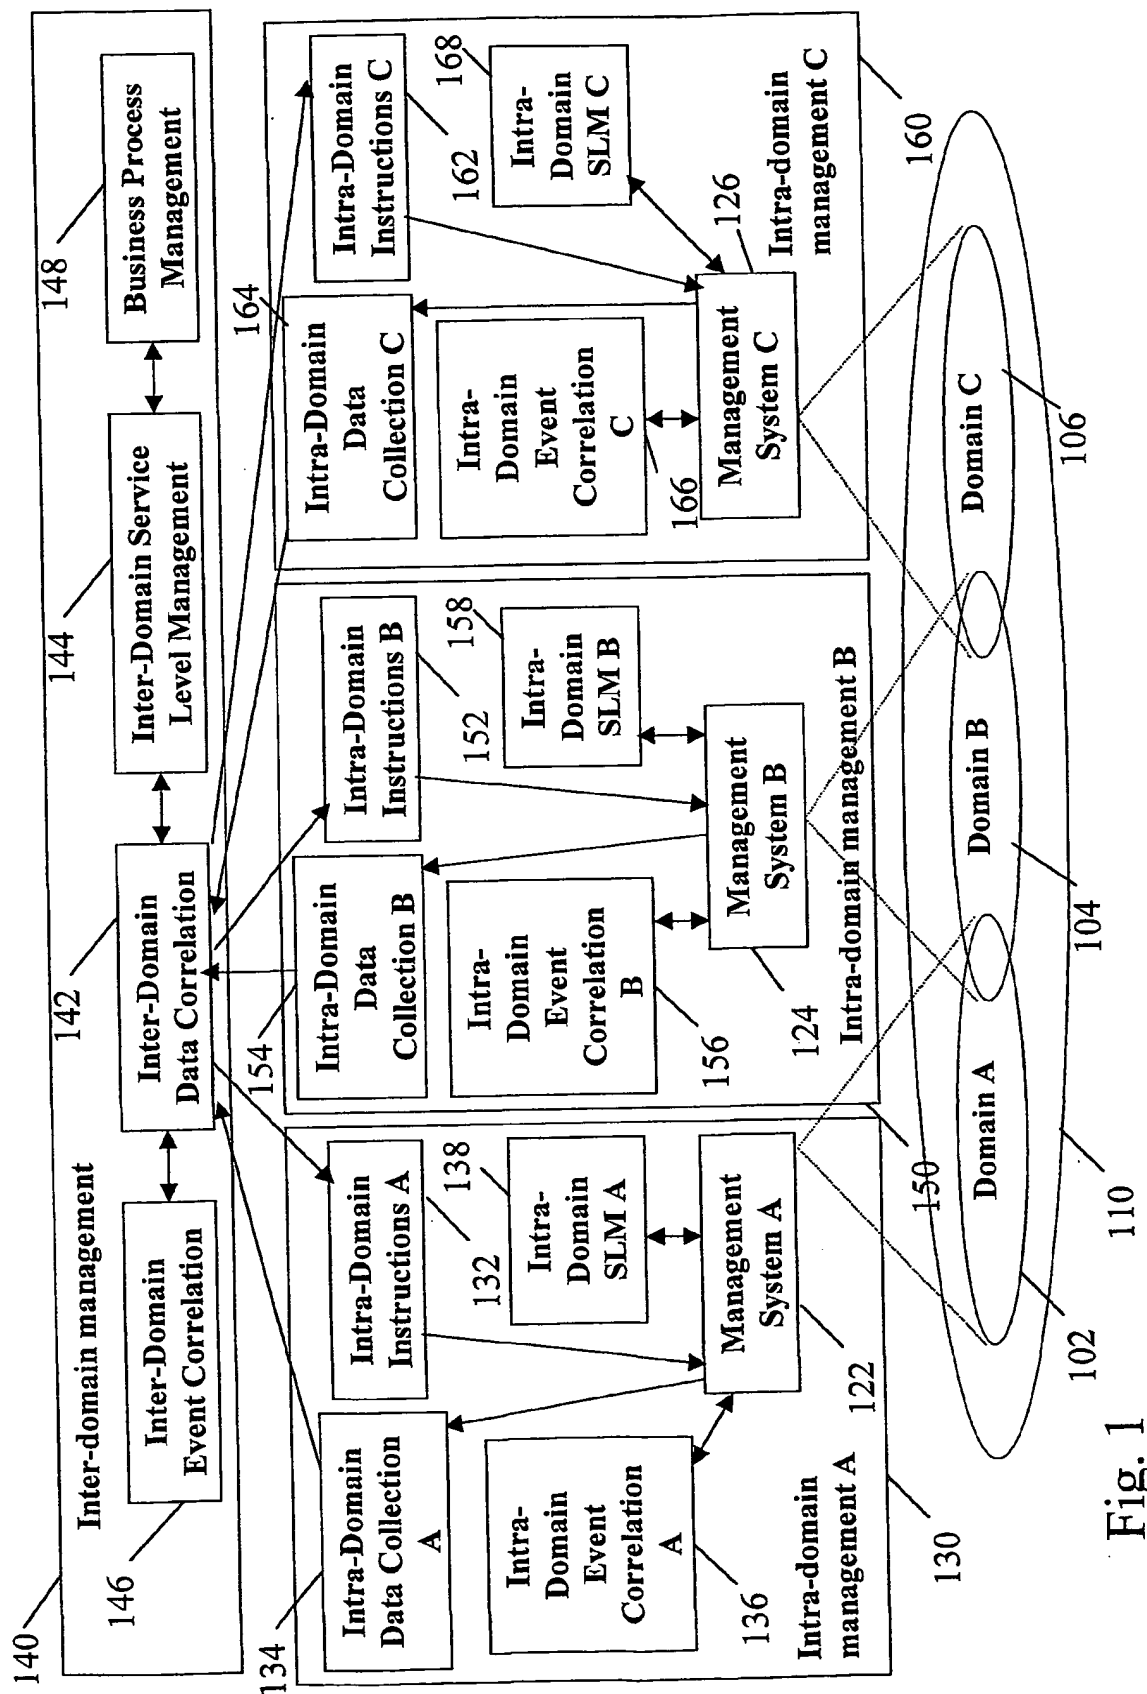 140
Inter-domain management
146
Inter-Domain
Event Correlation
142
Inter-Domain
Data Correlation
144
Inter-Domain Service
Level Management
148
Business Process
Management
134
Intra-Domain
Data Collection
A
Intra-Domain
Instructions A
132
138
Intra-
Domain
SLM A
Intra-
Domain
Event
Correlation
A
136
Management
System A
122
Intra-domain
management A
130
154
Intra-Domain
Data
Collection B
Intra-Domain
Instructions B
152
158
Intra-
Domain
SLM B
Intra-
Domain
Event
Correlation
B
156
Management
System B
124
Intra-domain management B
150
164
Intra-Domain
Data
Collection C
Intra-Domain
Instructions C
162
168
Intra-
Domain
SLM C
Intra-
Domain
Event
Correlation
C
166
Management
System C
126
Intra-domain
management C
160
Domain A
Domain B
Domain C
102
110
104
106
Fig. 1